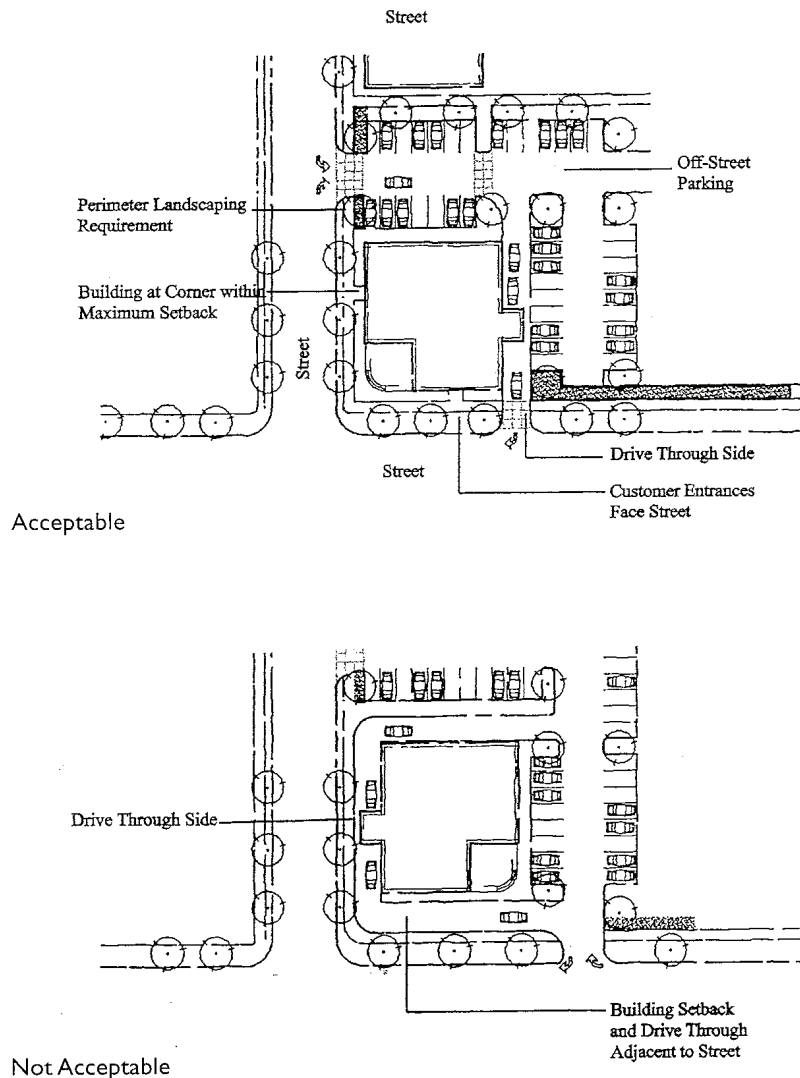 Street
Off-Street
Parking
Perimeter Landscaping
Requirement
Building at Corner within
Maximum Setback
Street
Street
Drive Through Side
Customer Entrances
Face Street
Acceptable
Drive Through Side
Building Setback
and Drive Through
Adjacent to Street
Not Acceptable